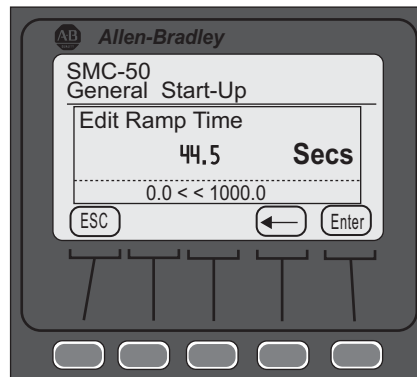 AB Allen-Bradley
SMC-50
General Start-Up
Edit Ramp Time
44.5 Secs
0.0 < < 1000.0
ESC Enter